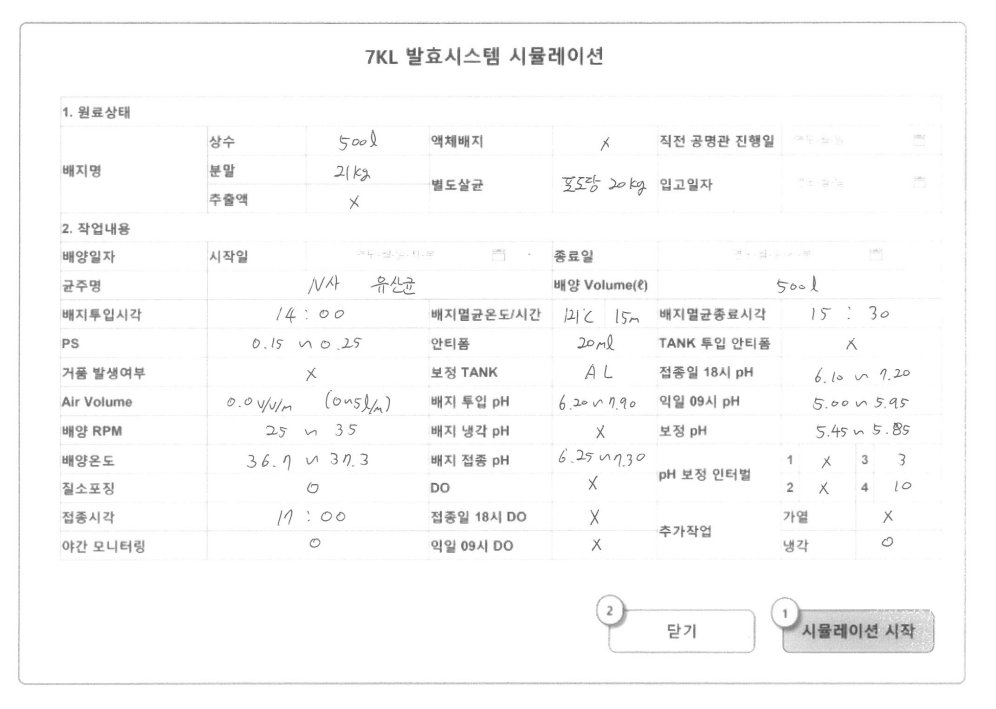 7KL 발효시스템 시뮬레이션
1. 원료상태
배지명 상수 500l 액체배지 X 직전 공명관 진행일
분말 21kg 별도살균 포도당 20kg 입고일자
추출액 X
2. 작업내용
배양일자 시작일 종료일
균주명 N사 유산균 배양 Volume(ℓ) 500l
배지투입시각 14 : 00 배지멸균온도/시간 121℃ 15m 배지멸균종료시각 15 : 30
PS 0.15 ~ 0.25 안티폼 20ml TANK 투입 안티폼 X
거품 발생여부 X 보정 TANK AL 접종일 18시 pH 6.10 ~ 7.20
Air Volume 0.0 V/V/m (0~5l/m) 배지 투입 pH 6.20 ~ 7.90 익일 09시 pH 5.00 ~ 5.95
배양 RPM 25 ~ 35 배지 냉각 pH X 보정 pH 5.45 ~ 5.85
배양온도 36.7 ~ 37.3 배지 접종 pH 6.25 ~ 7.30 pH 보정 인터벌 1 X 3 3
질소포징 O DO X 2 X 4 10
접종시각 17 : 00 접종일 18시 DO X 추가작업 가열 X
야간 모니터링 O 익일 09시 DO X 냉각 O
2 닫기 1 시뮬레이션 시작